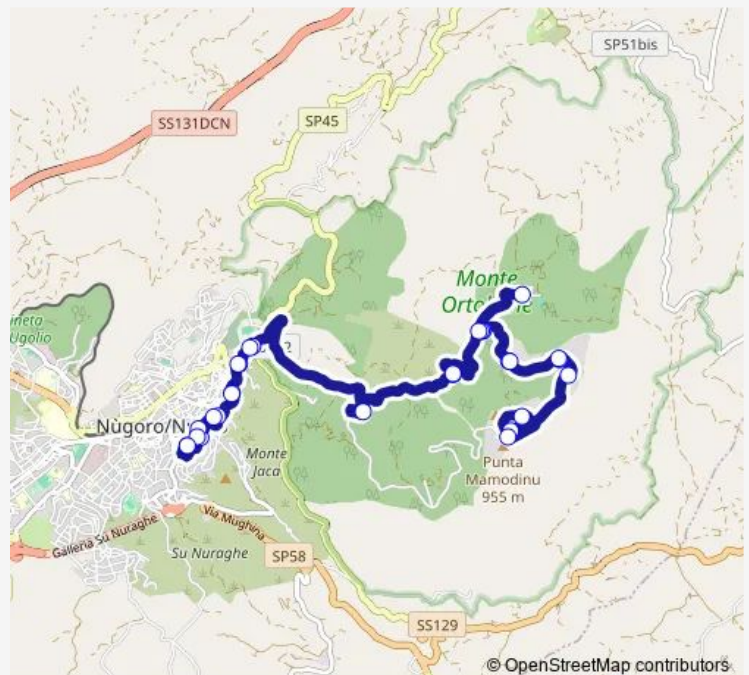 SP51bis
SS131DCN
SP45
Monte
Ugolio
Nùgoro/N
Monte
Jaca
Punta
Mamodinu
955 m
Via Mughina
Galleria Su Nuraghe
Su Nuraghe
SP58
SS129
© OpenStreetMap contributors